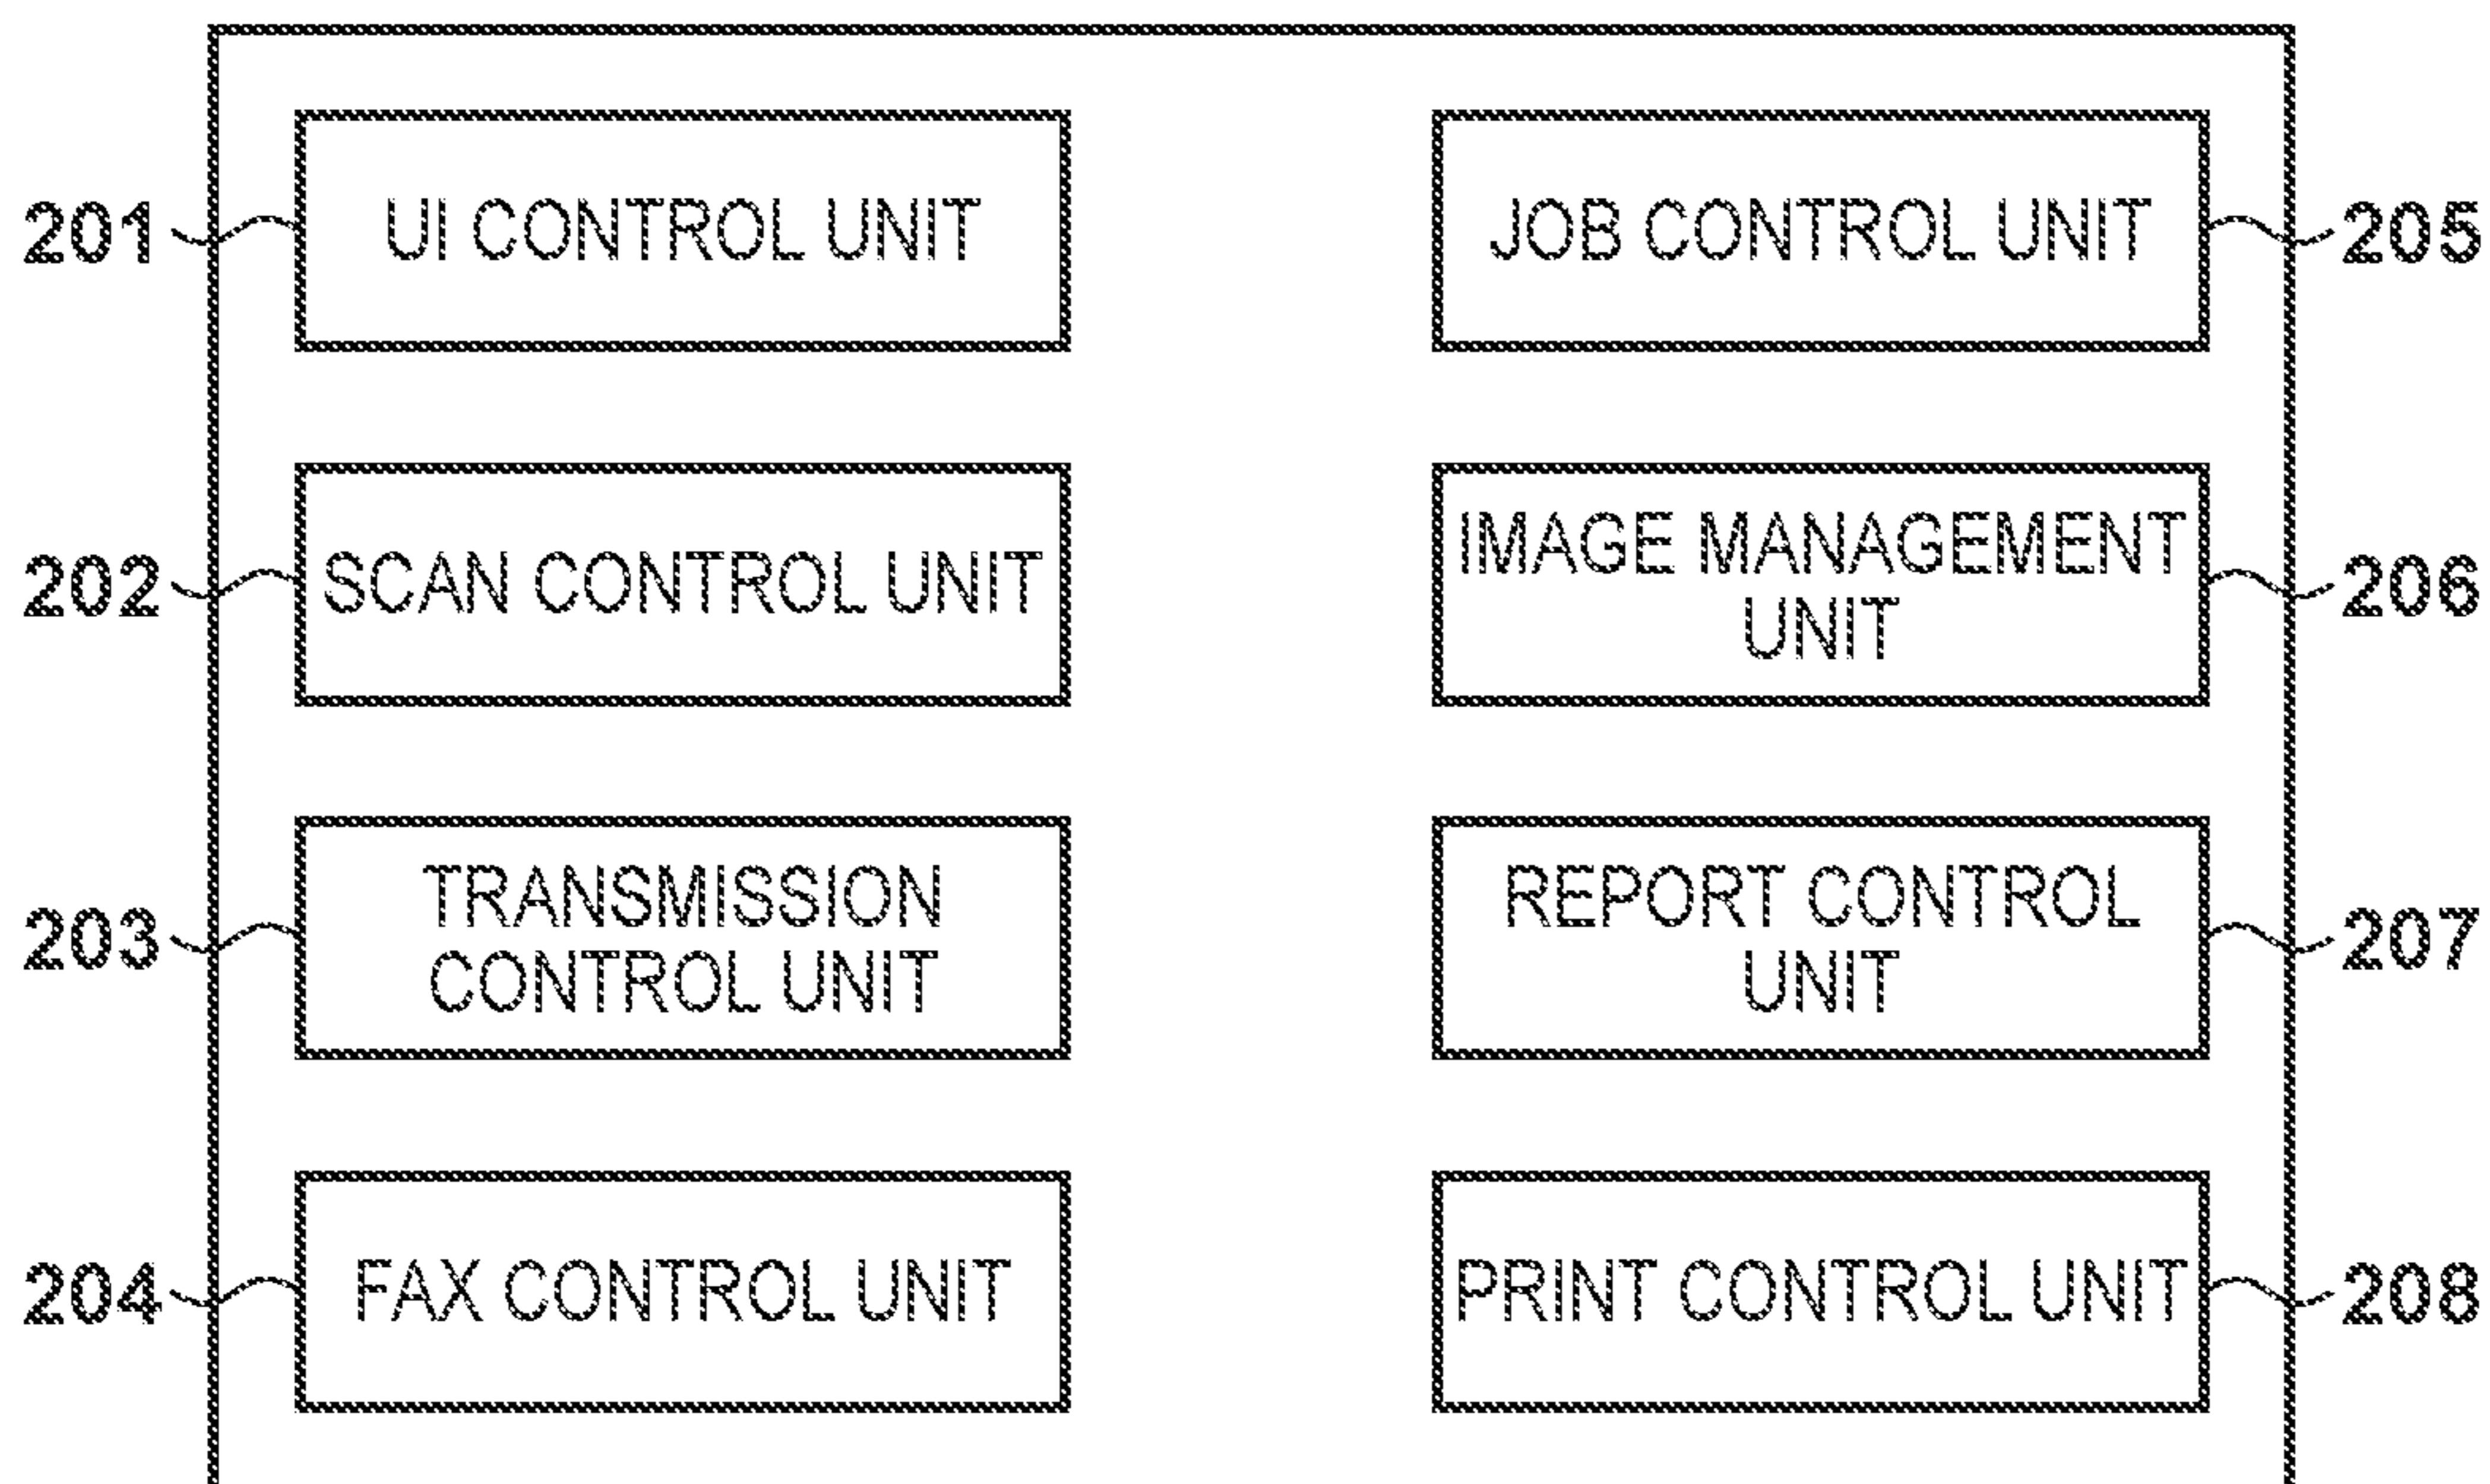 201
UI CONTROL UNIT
JOB CONTROL UNIT
205
202
SCAN CONTROL UNIT
IMAGE MANAGEMENT
UNIT
206
203
TRANSMISSION
CONTROL UNIT
REPORT CONTROL
UNIT
207
204
FAX CONTROL UNIT
PRINT CONTROL UNIT
208